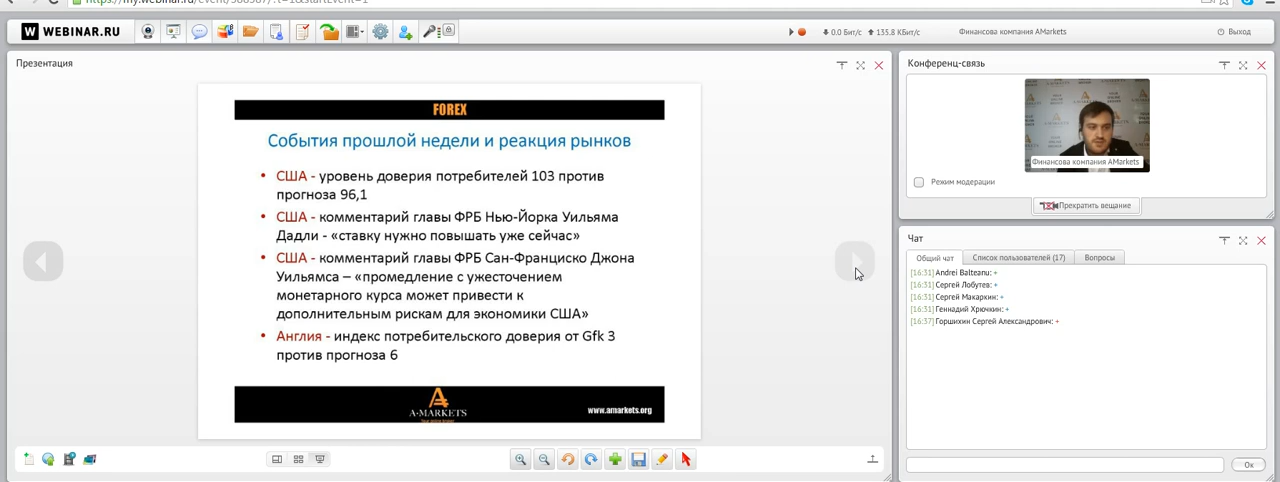 WEBINAR.RU
0.0 Бит/с
135.8 КБит/с
Финансова компания AMarkets
Выход
Презентация
FOREX
События прошлой недели и реакция рынков
• США - уровень доверия потребителей 103 против
прогноза 96,1
• США - комментарий главы ФРБ Нью-Йорка Уильяма
Дадли - «ставку нужно повышать уже сейчас»
• США - комментарий главы ФРБ Сан-Франциско Джона
Уильямса – «промедление с ужесточением
монетарного курса может привести к
дополнительным рискам для экономики США»
• Англия - индекс потребительского доверия от Gfk 3
против прогноза 6
A-MARKETS
www.amarkets.org
Конференц-связь
Финансова компания AMarkets
Режим модерации
Прекратить вещание
Чат
Общий чат
Список пользователей (17)
Вопросы
[16:31] Andrei Balteanu: +
[16:31] Сергей Лобутев: +
[16:31] Сергей Макархин: +
[16:31] Геннадий Хрючкин: +
[16:37] Горшихин Сергей Александрович: +
Ок